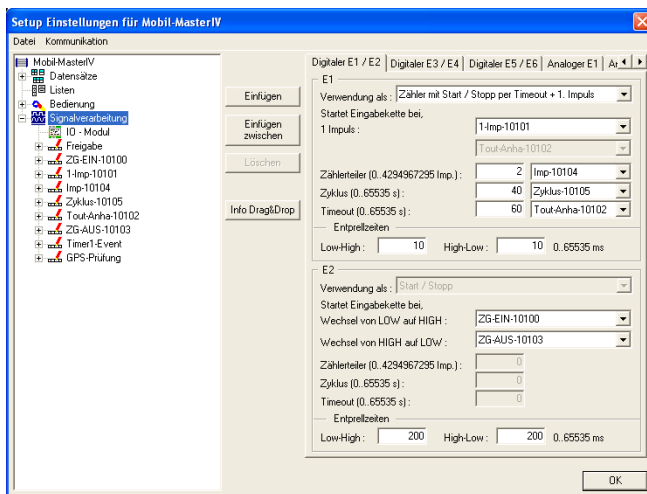 Setup Einstellungen für Mobil-MasterIV
Datei Kommunikation
Mobil-MasterIV
Datensätze
Listen
Bedienung
Signalverarbeitung
IO - Modul
Freigabe
ZG-EIN-10100
1-Imp-10101
Imp-10104
Zyklus-10105
Tout-Anha-10102
ZG-AUS-10103
Timer1-Event
GPS-Prüfung
Einfügen
Einfügen
zwischen
Löschen
Info Drag&Drop
Digitaler E1 / E2 Digitaler E3 / E4 Digitaler E5 / E6 Analoger E1
E1
Verwendung als : Zähler mit Start / Stopp per Timeout + 1. Impuls
Startet Eingabekette bei,
1 Impuls : 1-Imp-10101
Tout-Anha-10102
Zählerteiler (0..4294967295 Imp.) : 2 Imp-10104
Zyklus (0..65535 s) : 40 Zyklus-10105
Timeout (0..65535 s) : 60 Tout-Anha-10102
Entprellzeiten
Low-High : 10 High-Low : 10 0..65535 ms
E2
Verwendung als : Start / Stopp
Startet Eingabekette bei,
Wechsel von LOW auf HIGH : ZG-EIN-10100
Wechsel von HIGH auf LOW : ZG-AUS-10103
Zählerteiler (0..4294967295 Imp.) : 0
Zyklus (0..65535 s) : 0
Timeout (0..65535 s) : 0
Entprellzeiten
Low-High : 200 High-Low : 200 0..65535 ms
OK